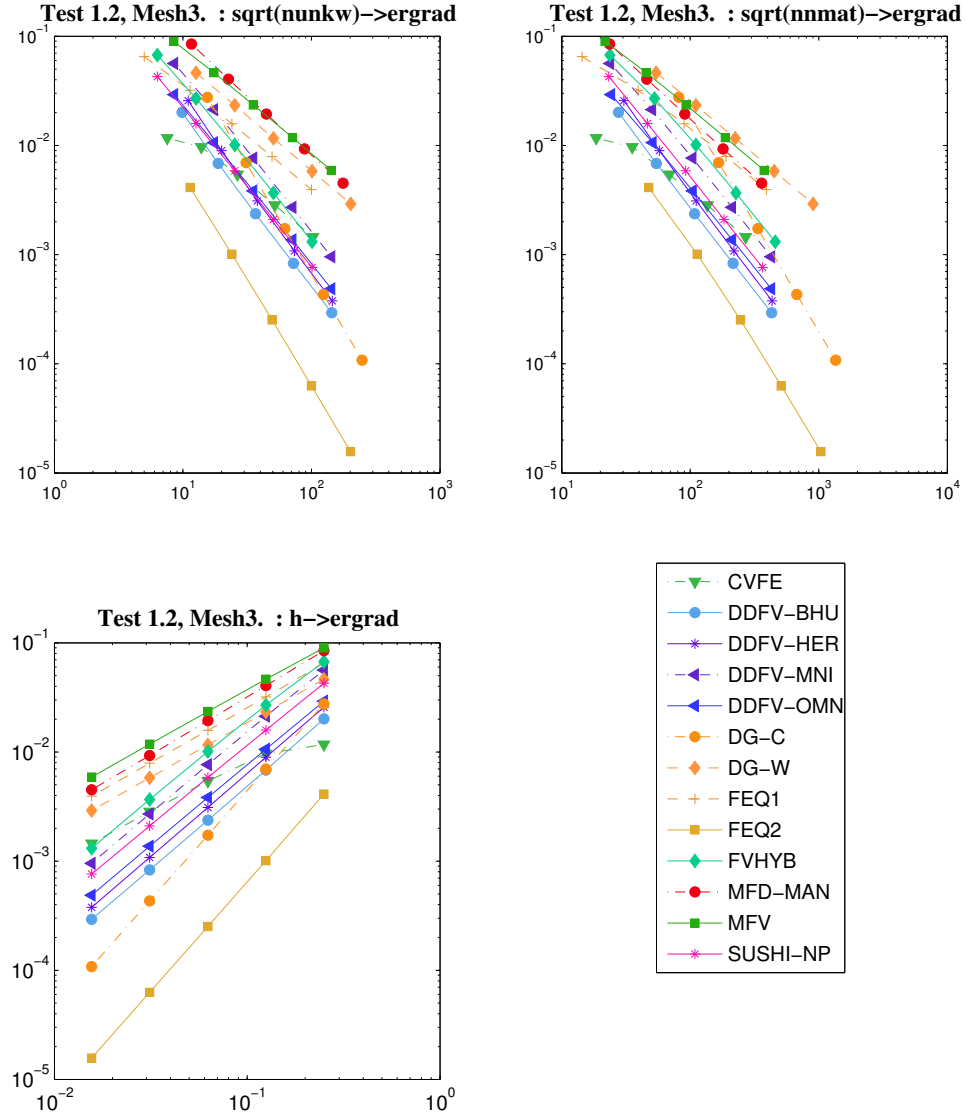 Test 1.2, Mesh3.  : sqrt(nunkw)−>ergrad
10^-1
10^-2
10^-3
10^-4
10^-5
10^0
10^1
10^2
10^3
Test 1.2, Mesh3.  : sqrt(nnmat)−>ergrad
10^-1
10^-2
10^-3
10^-4
10^-5
10^1
10^2
10^3
10^4
Test 1.2, Mesh3.  : h−>ergrad
10^-1
10^-2
10^-3
10^-4
10^-5
10^-2
10^-1
10^0
CVFE
DDFV−BHU
DDFV−HER
DDFV−MNI
DDFV−OMN
DG−C
DG−W
FEQ1
FEQ2
FVHYB
MFD−MAN
MFV
SUSHI−NP